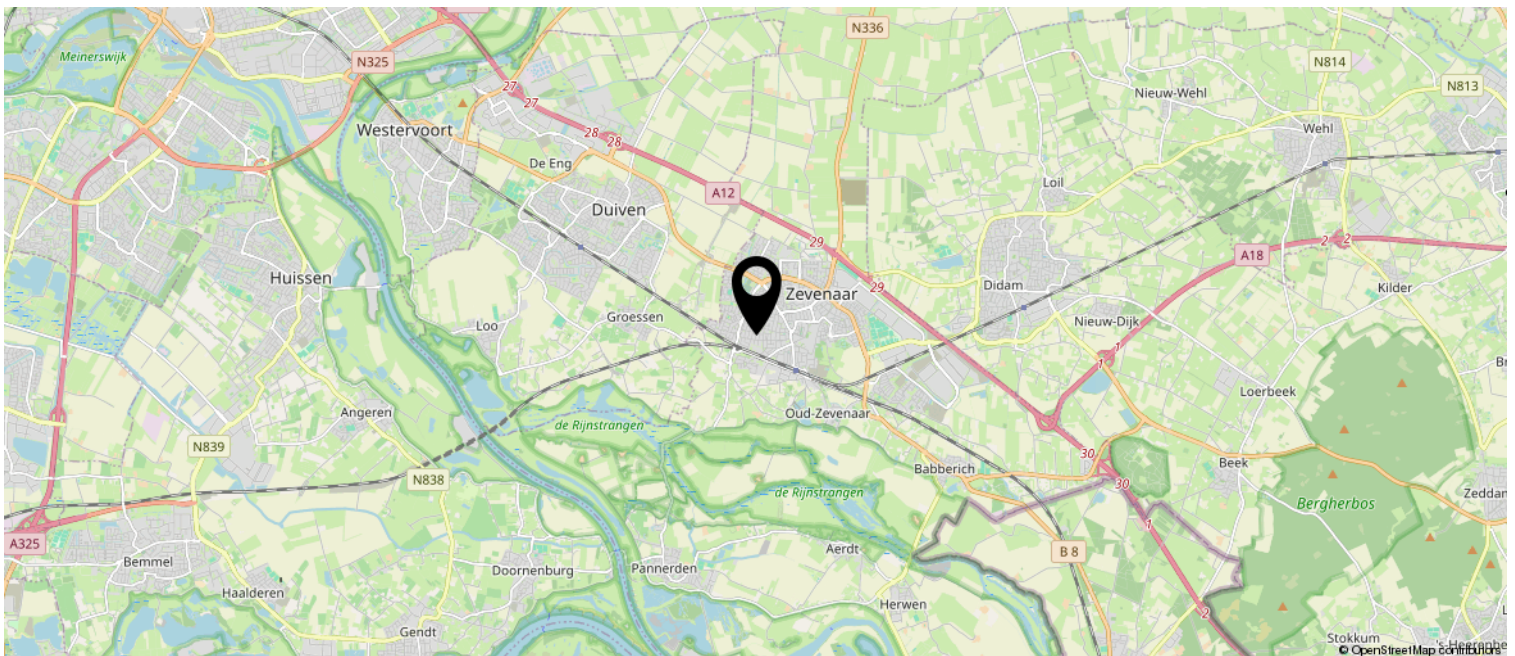 N336
Meinerswijk
N325
N814
N813
27
27
Nieuw-Wehl
28
28
Westervoort
Wehl
De Eng
Loil
A12
Duiven
29
2
2
A18
Huissen
29
Didam
Kilder
Zevenaar
Groessen
Loo
Nieuw-Dijk
1
1
Loerbeek
Angeren
Oud-Zevenaar
de Rijnstrangen
N839
30
Beek
Babberich
N838
30
de Rijnstrangen
Zeddam
Bergherbos
1
A325
Aerdt
B 8
Bemmel
Doornenburg
Pannerden
Haalderen
Herwen
2
Gendt
Stokkum
's-Heerenbe
© OpenStreetMap contributors